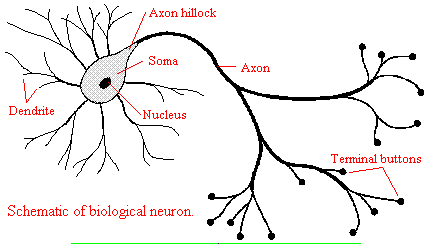 Axon hillock
Soma
Axon
Dendrite
Nucleus
Terminal buttons
Schematic of biological neuron.